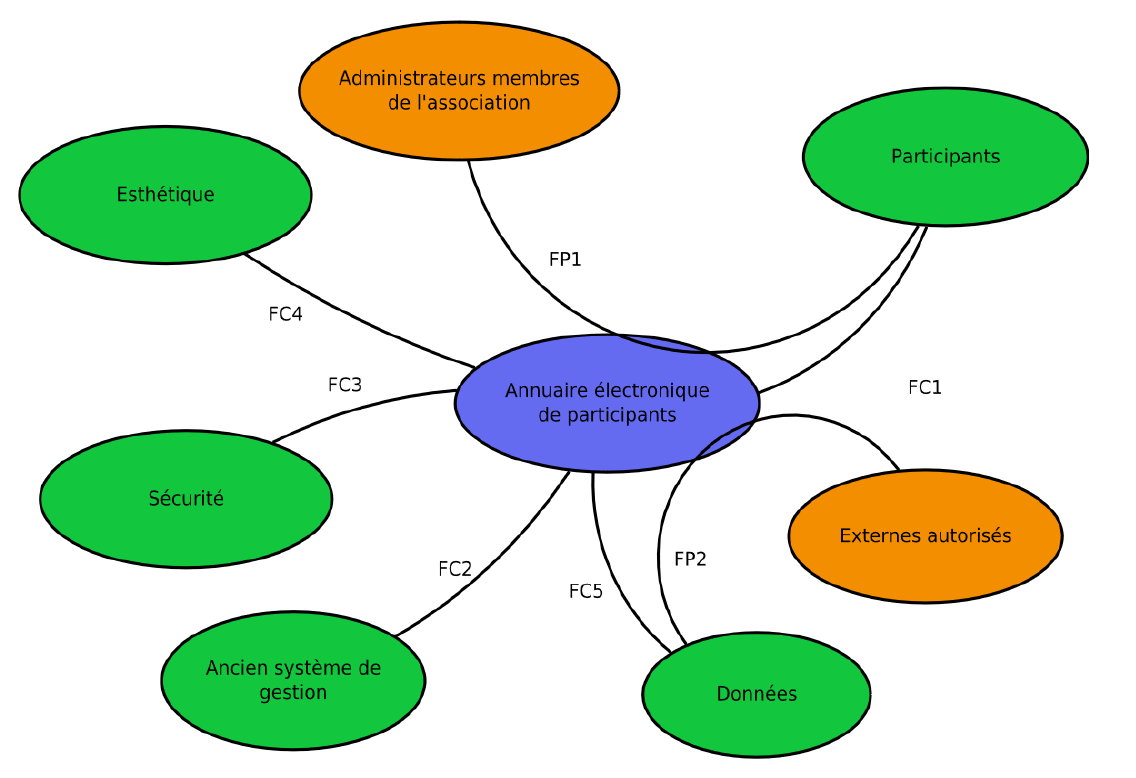 Administrateurs membres
de l'association
Participants
Esthétique
FP1
FC4
FC3
FC1
Annuaire électronique
de participants
Sécurité
Externes autorisés
FP2
FC2
FC5
Ancien système de
gestion
Données